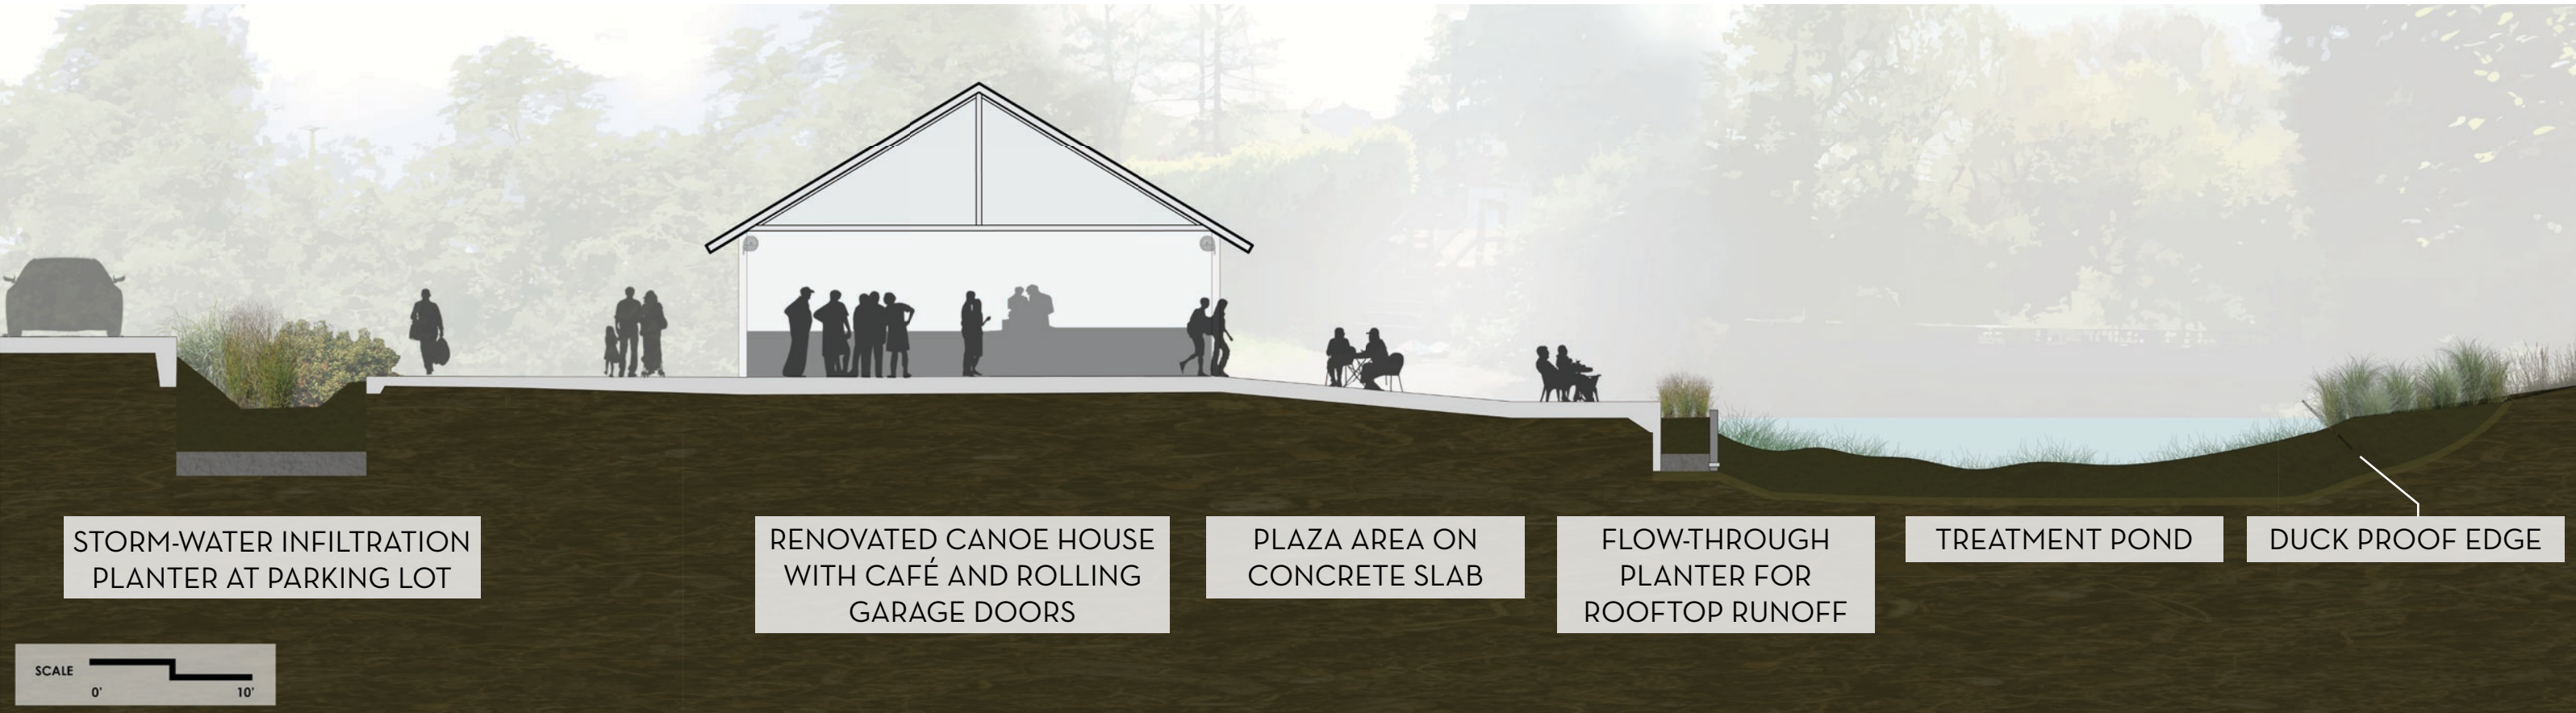 STORM-WATER INFILTRATION
PLANTER AT PARKING LOT
RENOVATED CANOE HOUSE
WITH CAFÉ AND ROLLING
GARAGE DOORS
PLAZA AREA ON
CONCRETE SLAB
FLOW-THROUGH
PLANTER FOR
ROOFTOP RUNOFF
TREATMENT POND
DUCK PROOF EDGE
SCALE
0' 10'